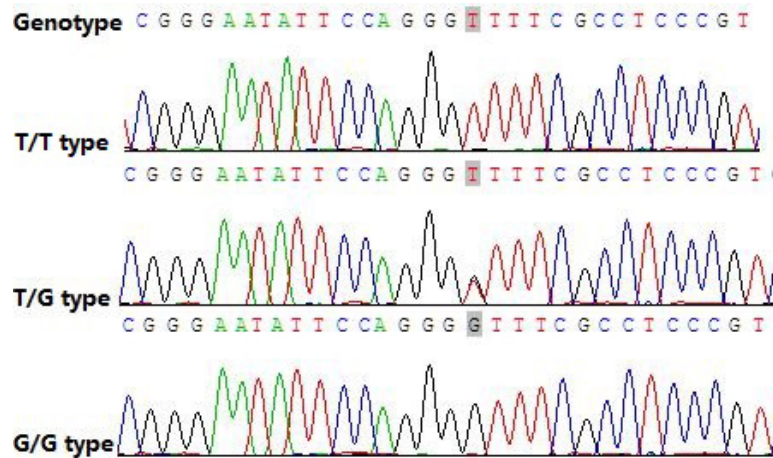 Genotype C G G G A A T A T T C C A G G G T T T T C G C C T C C C G T
T/T type
C G G G A A T A T T C C A G G G T T T T C G C C T C C C G T
T/G type
C G G G A A T A T T C C A G G G G T T T C G C C T C C C G T
G/G type